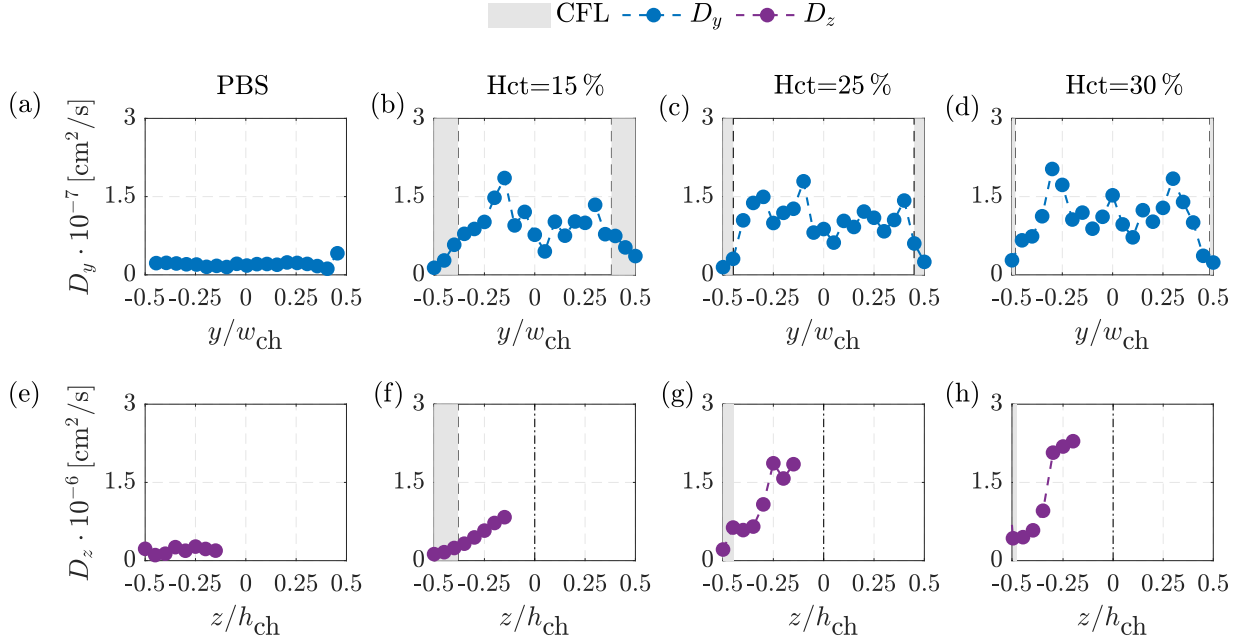 CFL D_y D_z
PBS Hct=15 % Hct=25 % Hct=30 %
(a) (b) (c) (d)
D_y · 10^−7 [cm^2/s]
3 3 3 3
1.5 1.5 1.5 1.5
0 0 0 0
-0.5 -0.25 0 0.25 0.5 -0.5 -0.25 0 0.25 0.5 -0.5 -0.25 0 0.25 0.5 -0.5 -0.25 0 0.25 0.5
y/w_ch y/w_ch y/w_ch y/w_ch
(e) (f) (g) (h)
D_z · 10^−6 [cm^2/s]
3 3 3 3
1.5 1.5 1.5 1.5
0 0 0 0
-0.5 -0.25 0 0.25 0.5 -0.5 -0.25 0 0.25 0.5 -0.5 -0.25 0 0.25 0.5 -0.5 -0.25 0 0.25 0.5
z/h_ch z/h_ch z/h_ch z/h_ch